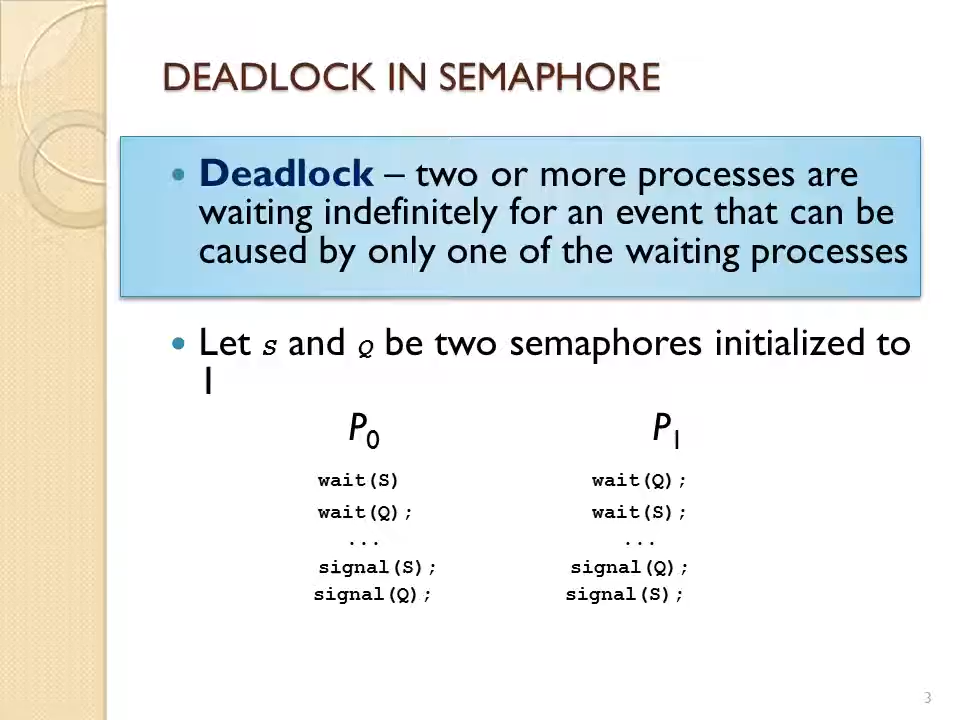 DEADLOCK IN SEMAPHORE
• Deadlock – two or more processes are
waiting indefinitely for an event that can be
caused by only one of the waiting processes
• Let S and Q be two semaphores initialized to
1
P0 P1
wait(S) wait(Q);
wait(Q); wait(S);
... ...
signal(S); signal(Q);
signal(Q); signal(S);
3